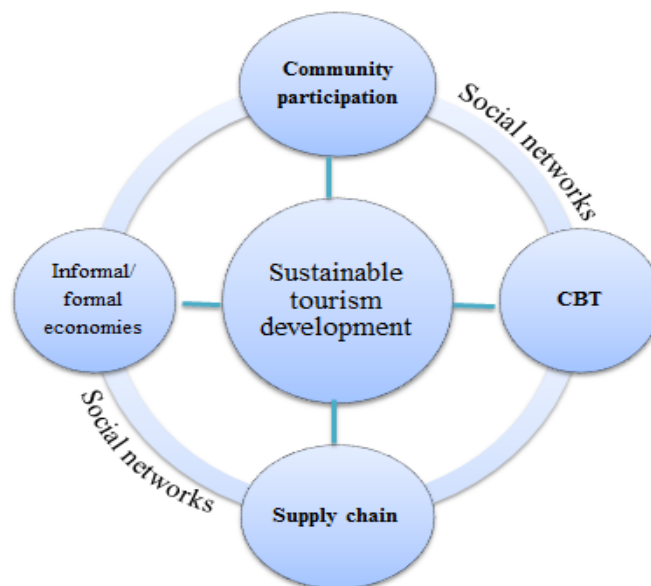 Community
participation
Social networks
Informal/
formal
economies
Sustainable
tourism
development
CBT
Social networks
Supply chain